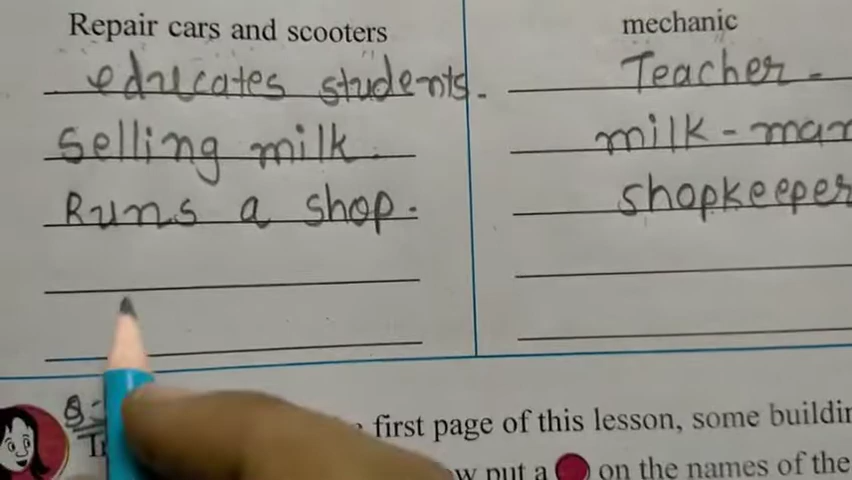 Repair cars and scooters mechanic
educates students. Teacher.
Selling milk. milk-man
Runs a shop. shopkeeper
8-
first page of this lesson, some buildin
put a on the names of the